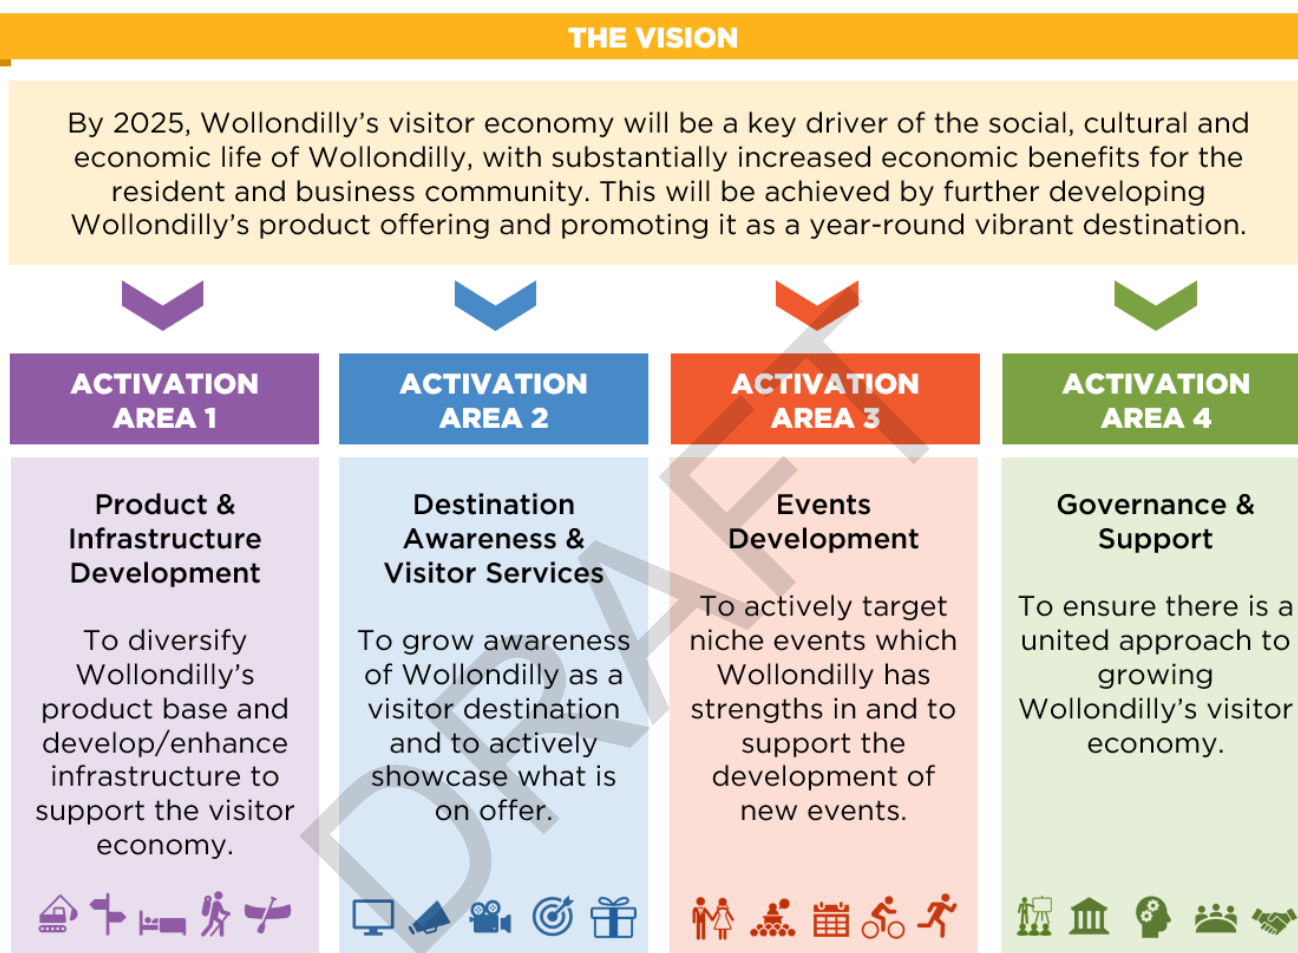 THE VISION
By 2025, Wollondilly's visitor economy will be a key driver of the social, cultural and
economic life of Wollondilly, with substantially increased economic benefits for the
resident and business community. This will be achieved by further developing
Wollondilly's product offering and promoting it as a year-round vibrant destination.
ACTIVATION
AREA 1
Product &
Infrastructure
Development
To diversify
Wollondilly's
product base and
develop/enhance
infrastructure to
support the visitor
economy.
ACTIVATION
AREA 2
Destination
Awareness &
Visitor Services
To grow awareness
of Wollondilly as a
visitor destination
and to actively
showcase what is
on offer.
ACTIVATION
AREA 3
Events
Development
To actively target
niche events which
Wollondilly has
strengths in and to
support the
development of
new events.
ACTIVATION
AREA 4
Governance &
Support
To ensure there is a
united approach to
growing
Wollondilly's visitor
economy.
DRAFT